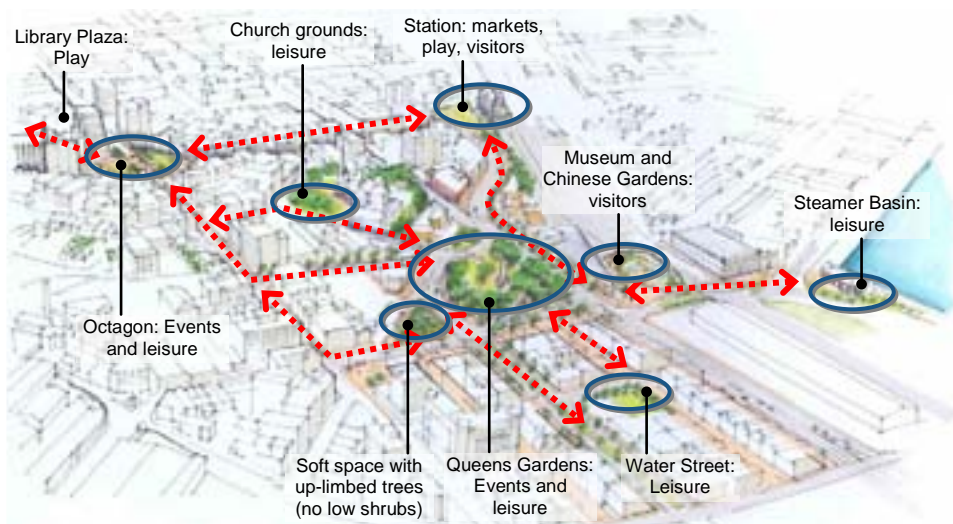 Library Plaza:
Play
Church grounds:
leisure
Station: markets,
play, visitors
Museum and
Chinese Gardens:
visitors
Steamer Basin:
leisure
Octagon: Events
and leisure
Soft space with
up-limbed trees
(no low shrubs)
Queens Gardens:
Events and
leisure
Water Street:
Leisure